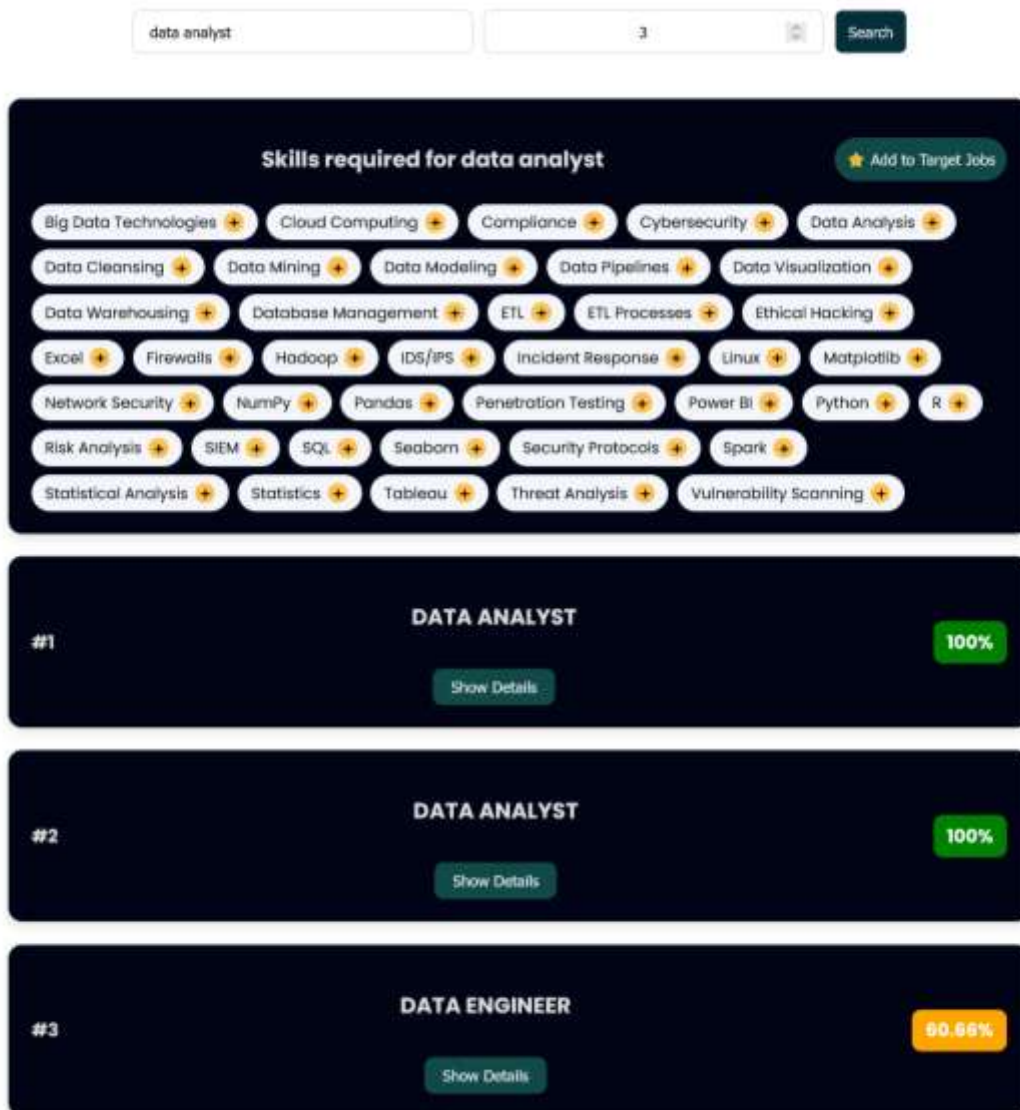 data analyst 3 Search
Skills required for data analyst
Add to Target Jobs
Big Data Technologies + Cloud Computing + Compliance + Cybersecurity + Data Analysis +
Data Cleansing + Data Mining + Data Modeling + Data Pipelines + Data Visualization +
Data Warehousing + Database Management + ETL + ETL Processes + Ethical Hacking +
Excel + Firewalls + Hadoop + IDS/IPS + Incident Response + Linux + Matplotlib +
Network Security + NumPy + Pandas + Penetration Testing + Power BI + Python + R +
Risk Analysis + SIEM + SQL + Seaborn + Security Protocols + Spark +
Statistical Analysis + Statistics + Tableau + Threat Analysis + Vulnerability Scanning +
DATA ANALYST
#1 100%
Show Details
DATA ANALYST
#2 100%
Show Details
DATA ENGINEER
#3 60.66%
Show Details